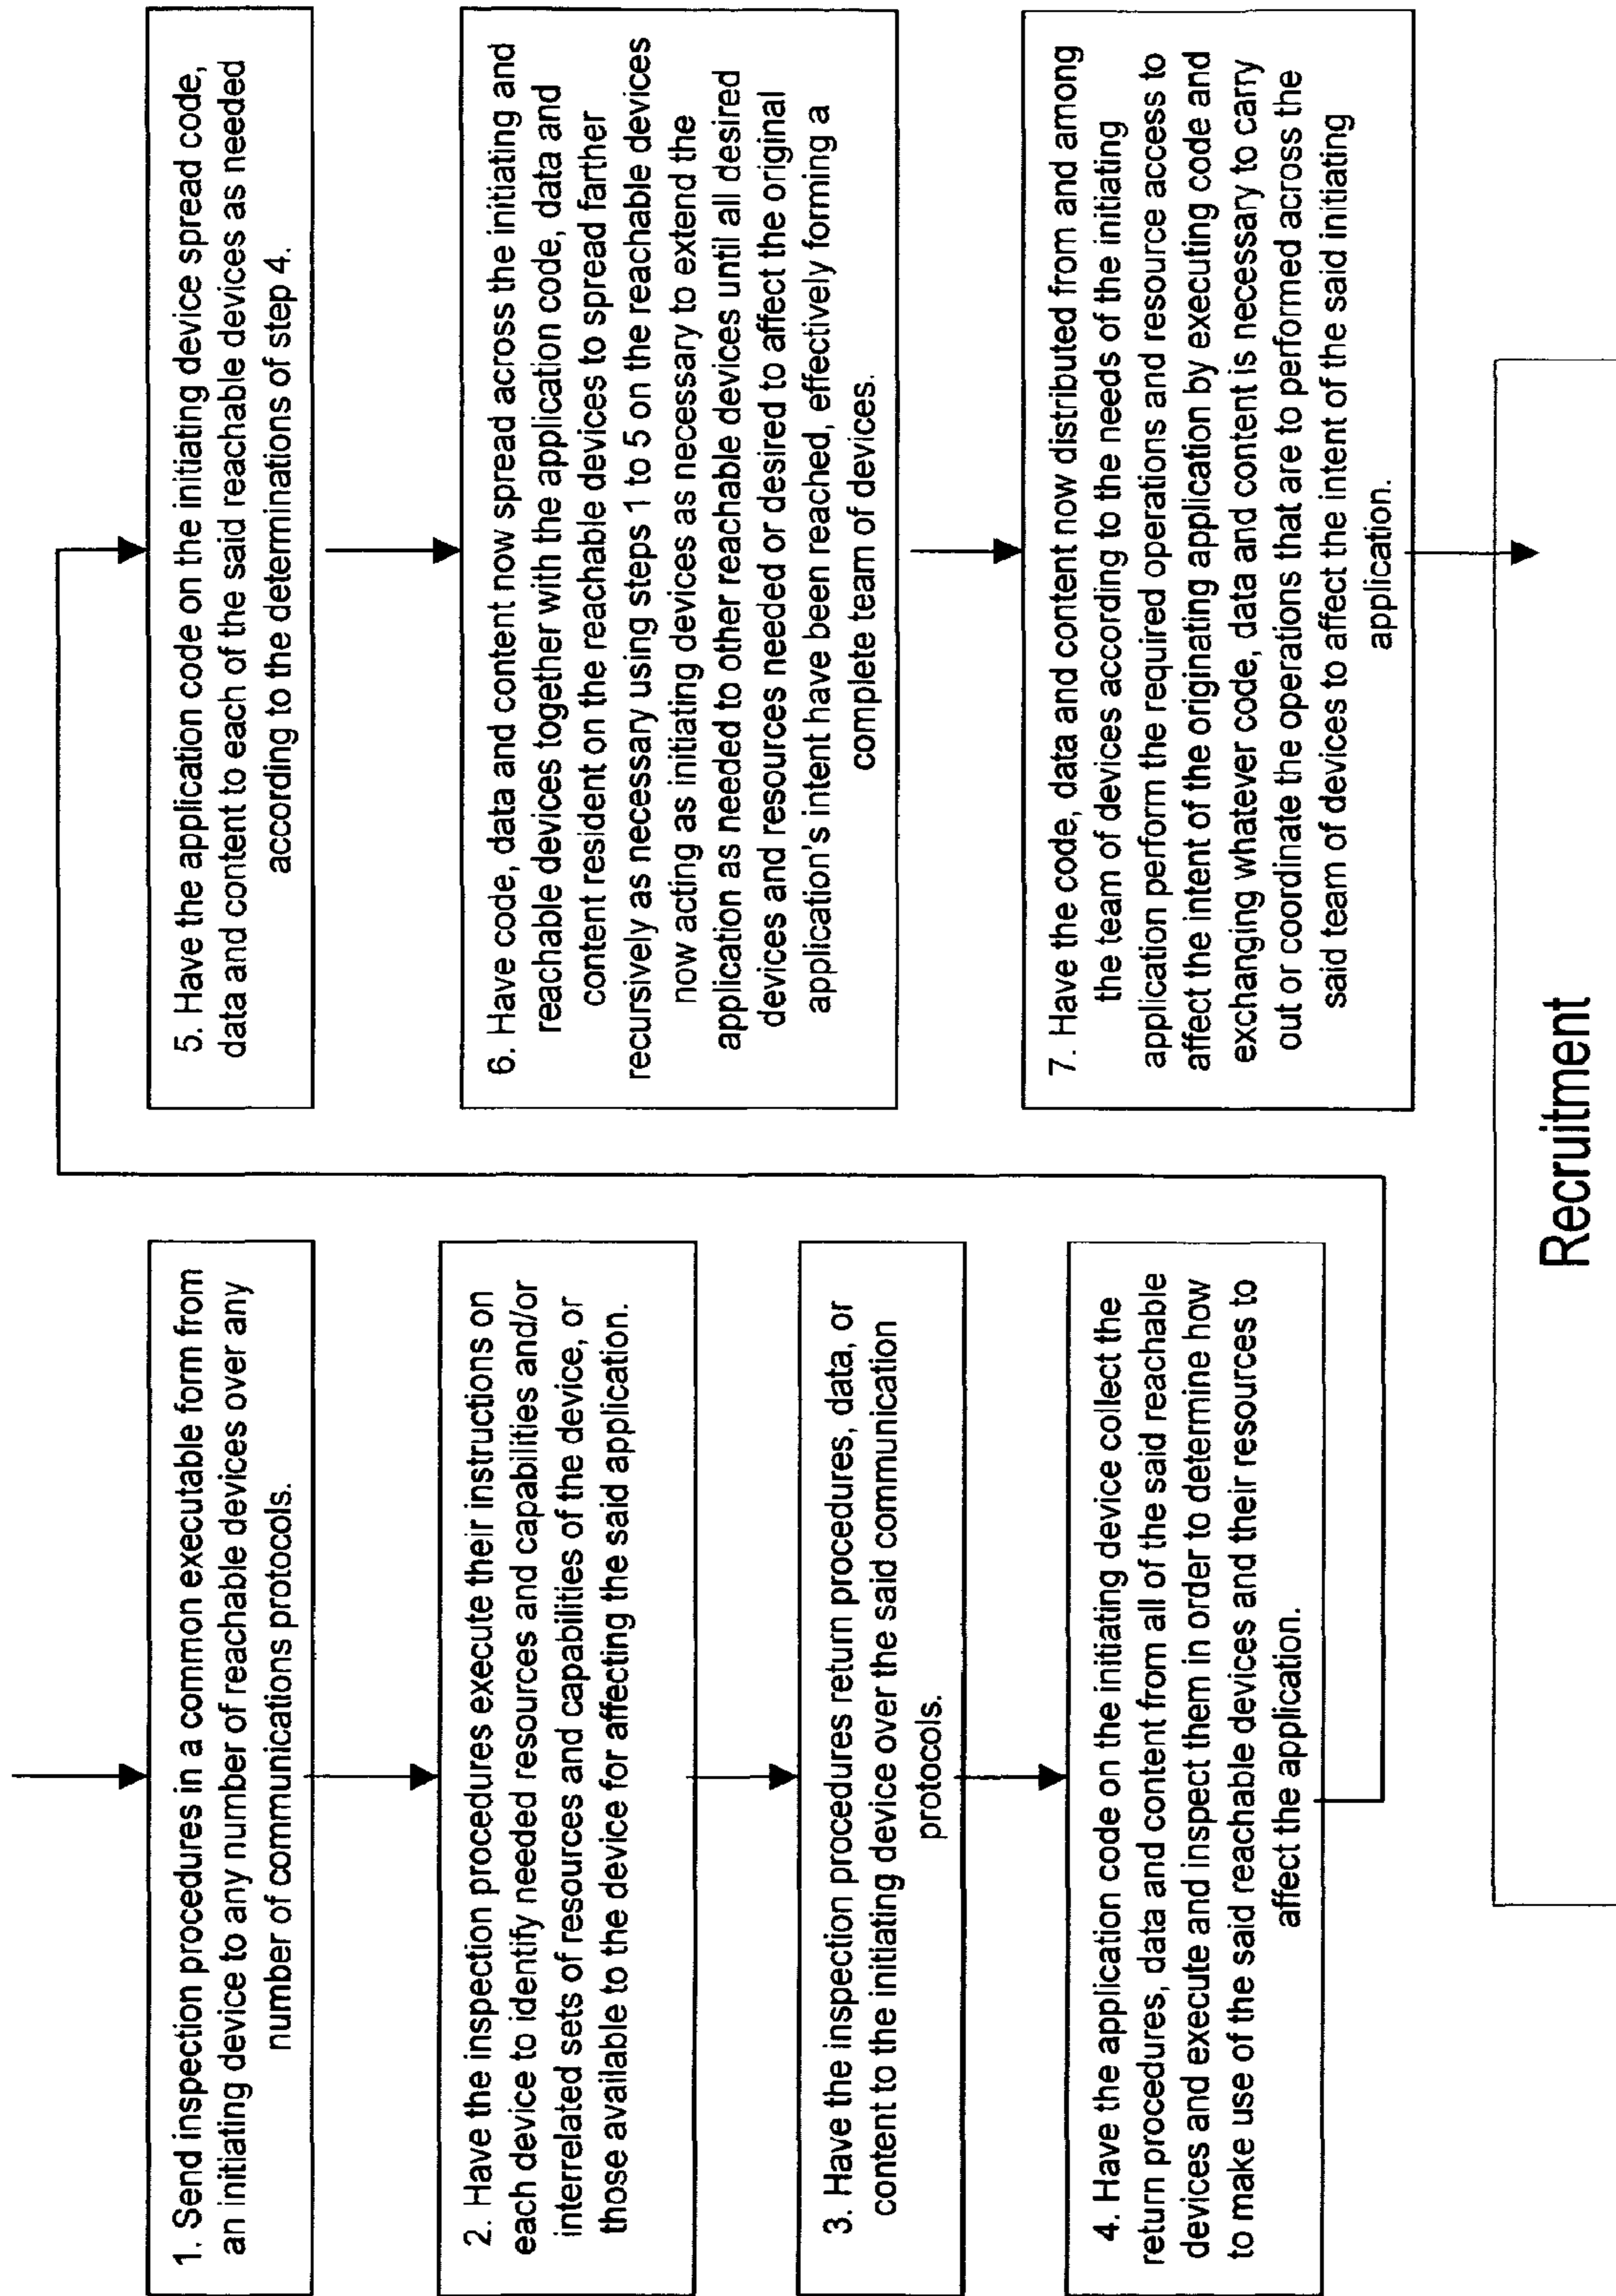 1. Send inspection procedures in a common executable form from
an initiating device to any number of reachable devices over any
number of communications protocols.
2. Have the inspection procedures execute their instructions on
each device to identify needed resources and capabilities and/or
interrelated sets of resources and capabilities of the device, or
those available to the device for affecting the said application.
3. Have the inspection procedures return procedures, data, or
content to the initiating device over the said communication
protocols.
4. Have the application code on the initiating device collect the
return procedures, data and content from all of the said reachable
devices and execute and inspect them in order to determine how
to make use of the said reachable devices and their resources to
affect the application.
5. Have the application code on the initiating device spread code,
data and content to each of the said reachable devices as needed
according to the determinations of step 4.
6. Have code, data and content now spread across the initiating and
reachable devices together with the application code, data and
content resident on the reachable devices to spread farther
recursively as necessary using steps 1 to 5 on the reachable devices
now acting as initiating devices as necessary to extend the
application as needed to other reachable devices until all desired
devices and resources needed or desired to affect the original
application's intent have been reached, effectively forming a
complete team of devices.
7. Have the code, data and content now distributed from and among
the team of devices according to the needs of the initiating
application perform the required operations and resource access to
affect the intent of the originating application by executing code and
exchanging whatever code, data and content is necessary to carry
out or coordinate the operations that are to performed across the
said team of devices to affect the intent of the said initiating
application.
Recruitment